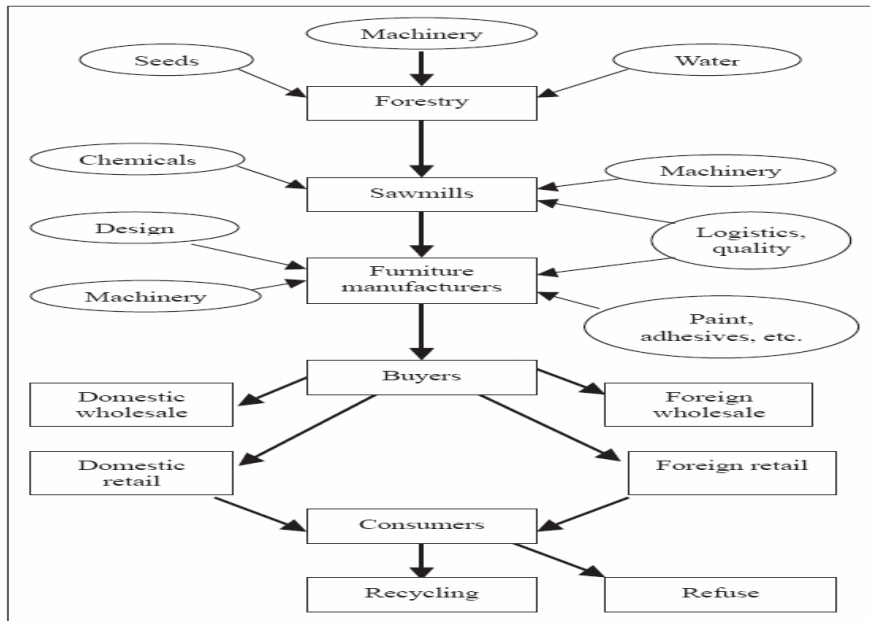 Machinery
Seeds
Water
Forestry
Chemicals
Machinery
Sawmills
Design
Logistics,
quality
Furniture
manufacturers
Machinery
Paint,
adhesives, etc.
Buyers
Domestic
wholesale
Foreign
wholesale
Domestic
retail
Foreign retail
Consumers
Recycling
Refuse